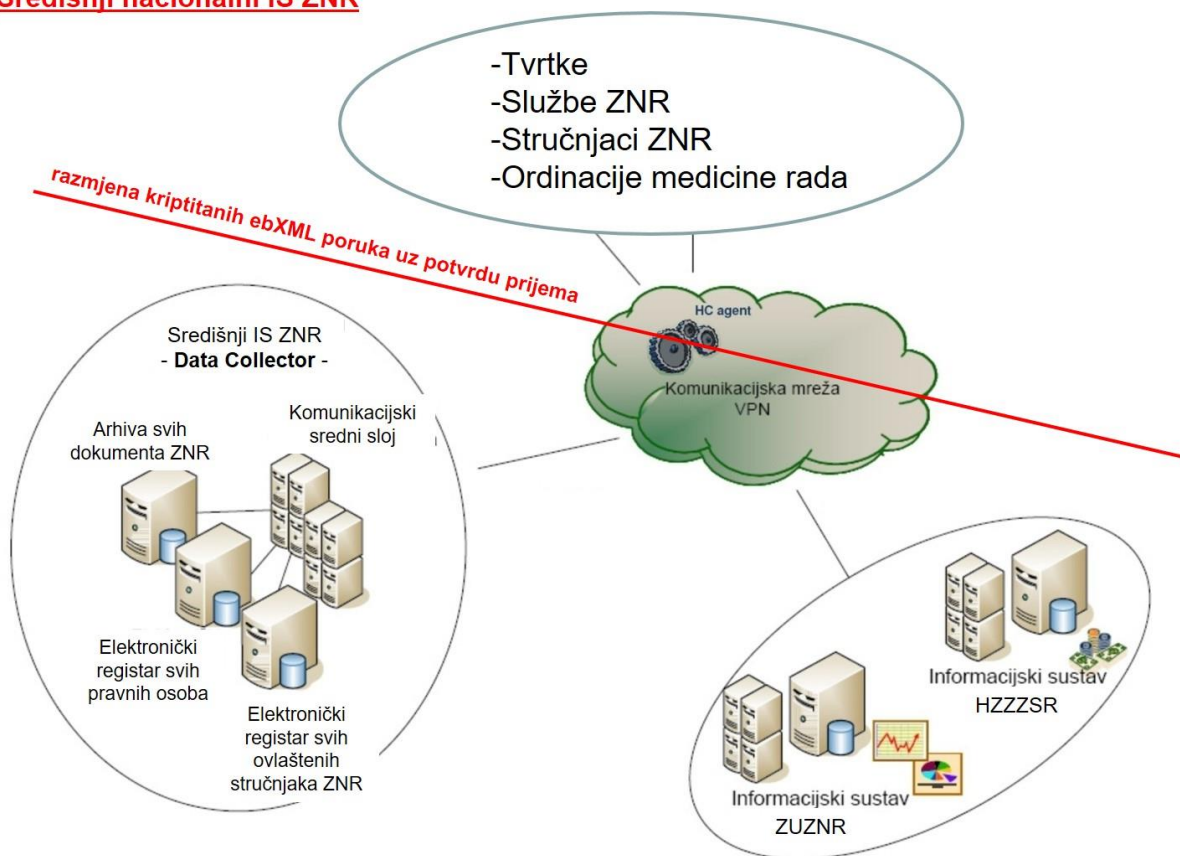 Središnji nacionalni IS ZNR
-Tvrtke
-Službe ZNR
-Stručnjaci ZNR
-Ordinacije medicine rada
razmjena kriptitanih ebXML poruka uz potvrdu prijema
HC agent
Komunikacijska mreža
VPN
Središnji IS ZNR
- Data Collector -
Arhiva svih
dokumenta ZNR
Komunikacijski
sredni sloj
Elektronički
registar svih
pravnih osoba
Elektronički
registar svih
ovlaštenih
stručnjaka ZNR
Informacijski sustav
HZZZSR
Informacijski sustav
ZUZNR